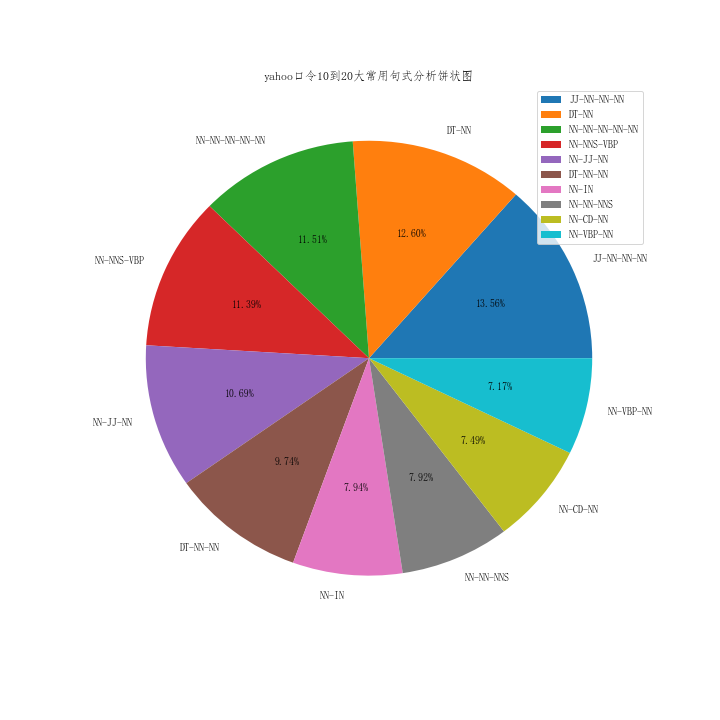 yahoo口令10到20大常用句式分析饼状图
JJ-NN-NN-NN
DT-NN
NN-NN-NN-NN-NN
NN-NNS-VBP
NN-JJ-NN
DT-NN-NN
NN-IN
NN-NN-NNS
NN-CD-NN
NN-VBP-NN
DT-NN
NN-NN-NN-NN-NN
12.60%
11.51%
NN-NNS-VBP
JJ-NN-NN-NN
11.39%
13.56%
10.69%
7.17%
NN-JJ-NN
NN-VBP-NN
9.74%
7.49%
7.94%
7.92%
NN-CD-NN
DT-NN-NN
NN-NN-NNS
NN-IN